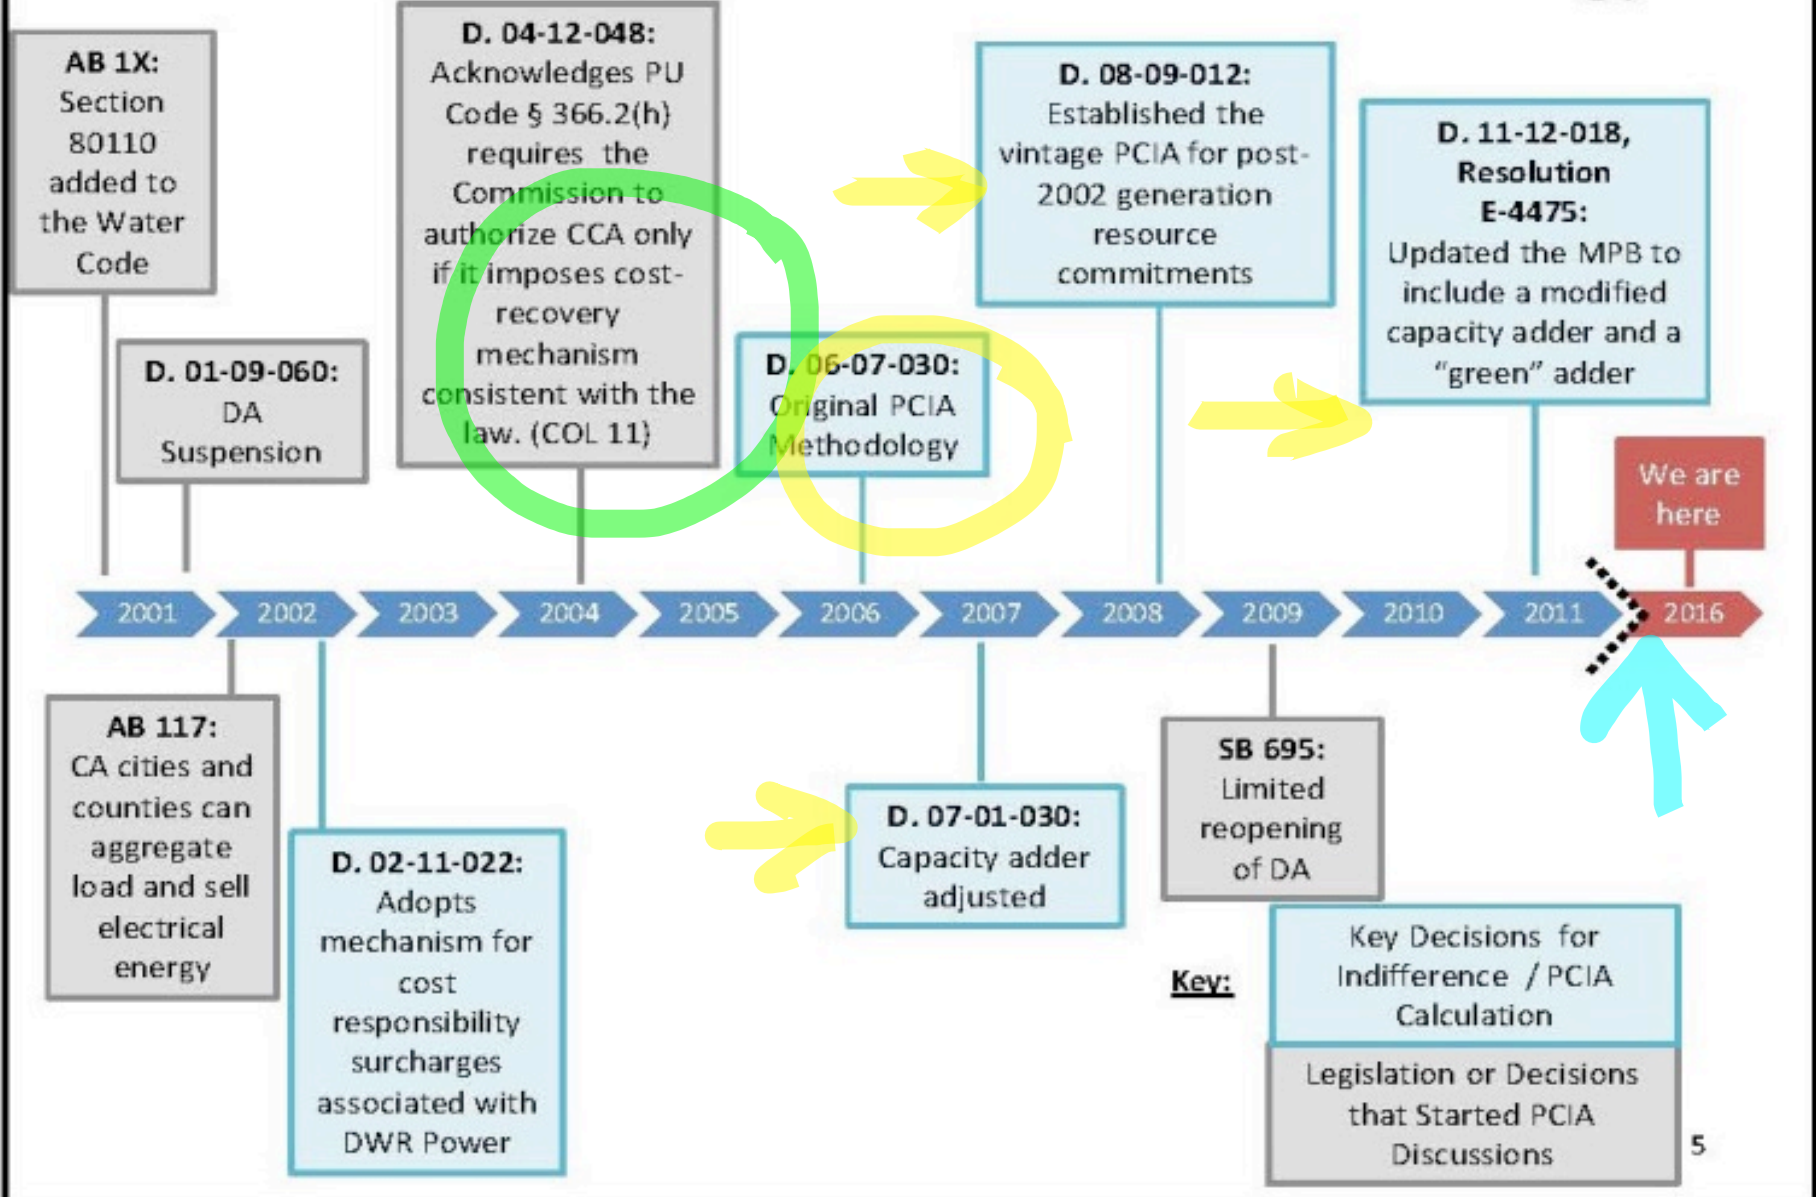 AB 1X:
Section
80110
added to
the Water
Code
D. 01-09-060:
DA
Suspension
D. 04-12-048:
Acknowledges PU
Code § 366.2(h)
requires the
Commission to
authorize CCA only
if it imposes cost-
recovery
mechanism
consistent with the
law. (COL 11)
D. 06-07-030:
Original PCIA
Methodology
D. 08-09-012:
Established the
vintage PCIA for post-
2002 generation
resource
commitments
D. 11-12-018,
Resolution
E-4475:
Updated the MPB to
include a modified
capacity adder and a
“green” adder
We are
here
2001 2002 2003 2004 2005 2006 2007 2008 2009 2010 2011 2016
AB 117:
CA cities and
counties can
aggregate
load and sell
electrical
energy
D. 02-11-022:
Adopts
mechanism for
cost
responsibility
surcharges
associated with
DWR Power
D. 07-01-030:
Capacity adder
adjusted
SB 695:
Limited
reopening
of DA
Key:
Key Decisions for
Indifference / PCIA
Calculation
Legislation or Decisions
that Started PCIA
Discussions
5